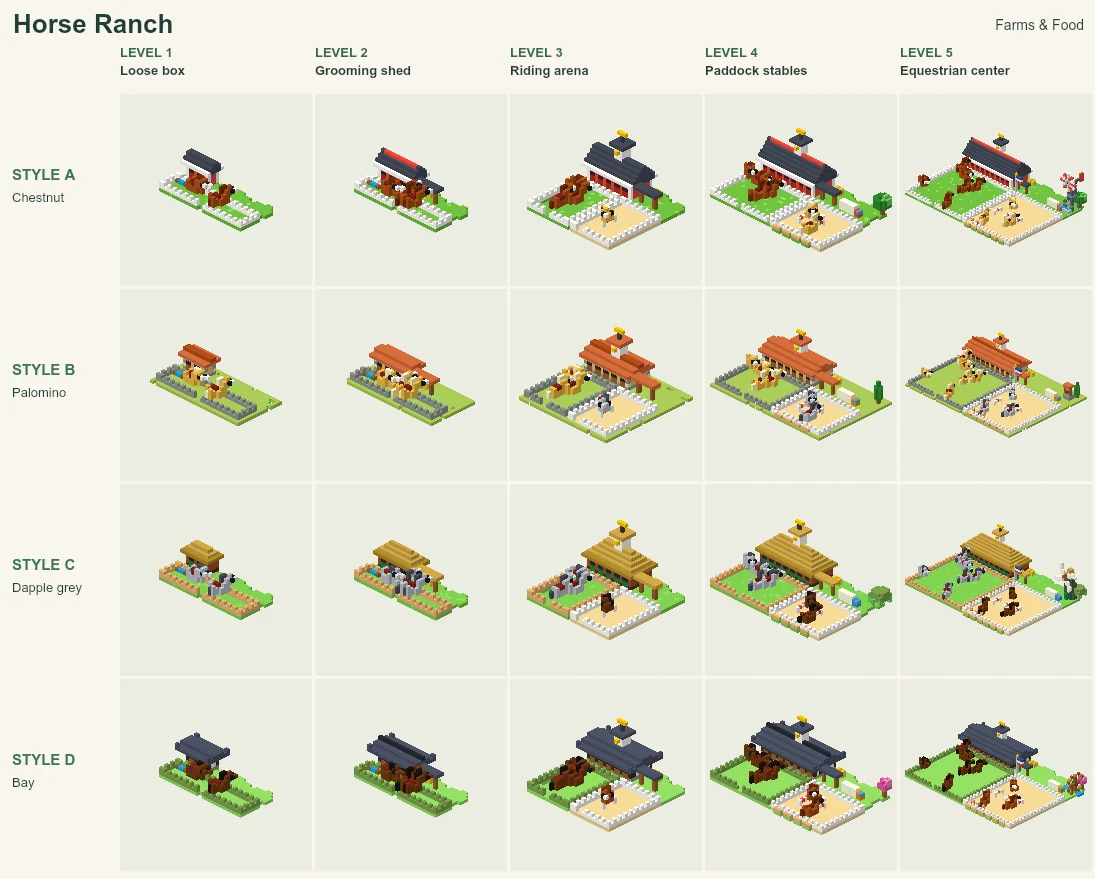 Horse Ranch
Farms & Food
LEVEL 1
Loose box
LEVEL 2
Grooming shed
LEVEL 3
Riding arena
LEVEL 4
Paddock stables
LEVEL 5
Equestrian center
STYLE A
Chestnut
STYLE B
Palomino
STYLE C
Dapple grey
STYLE D
Bay